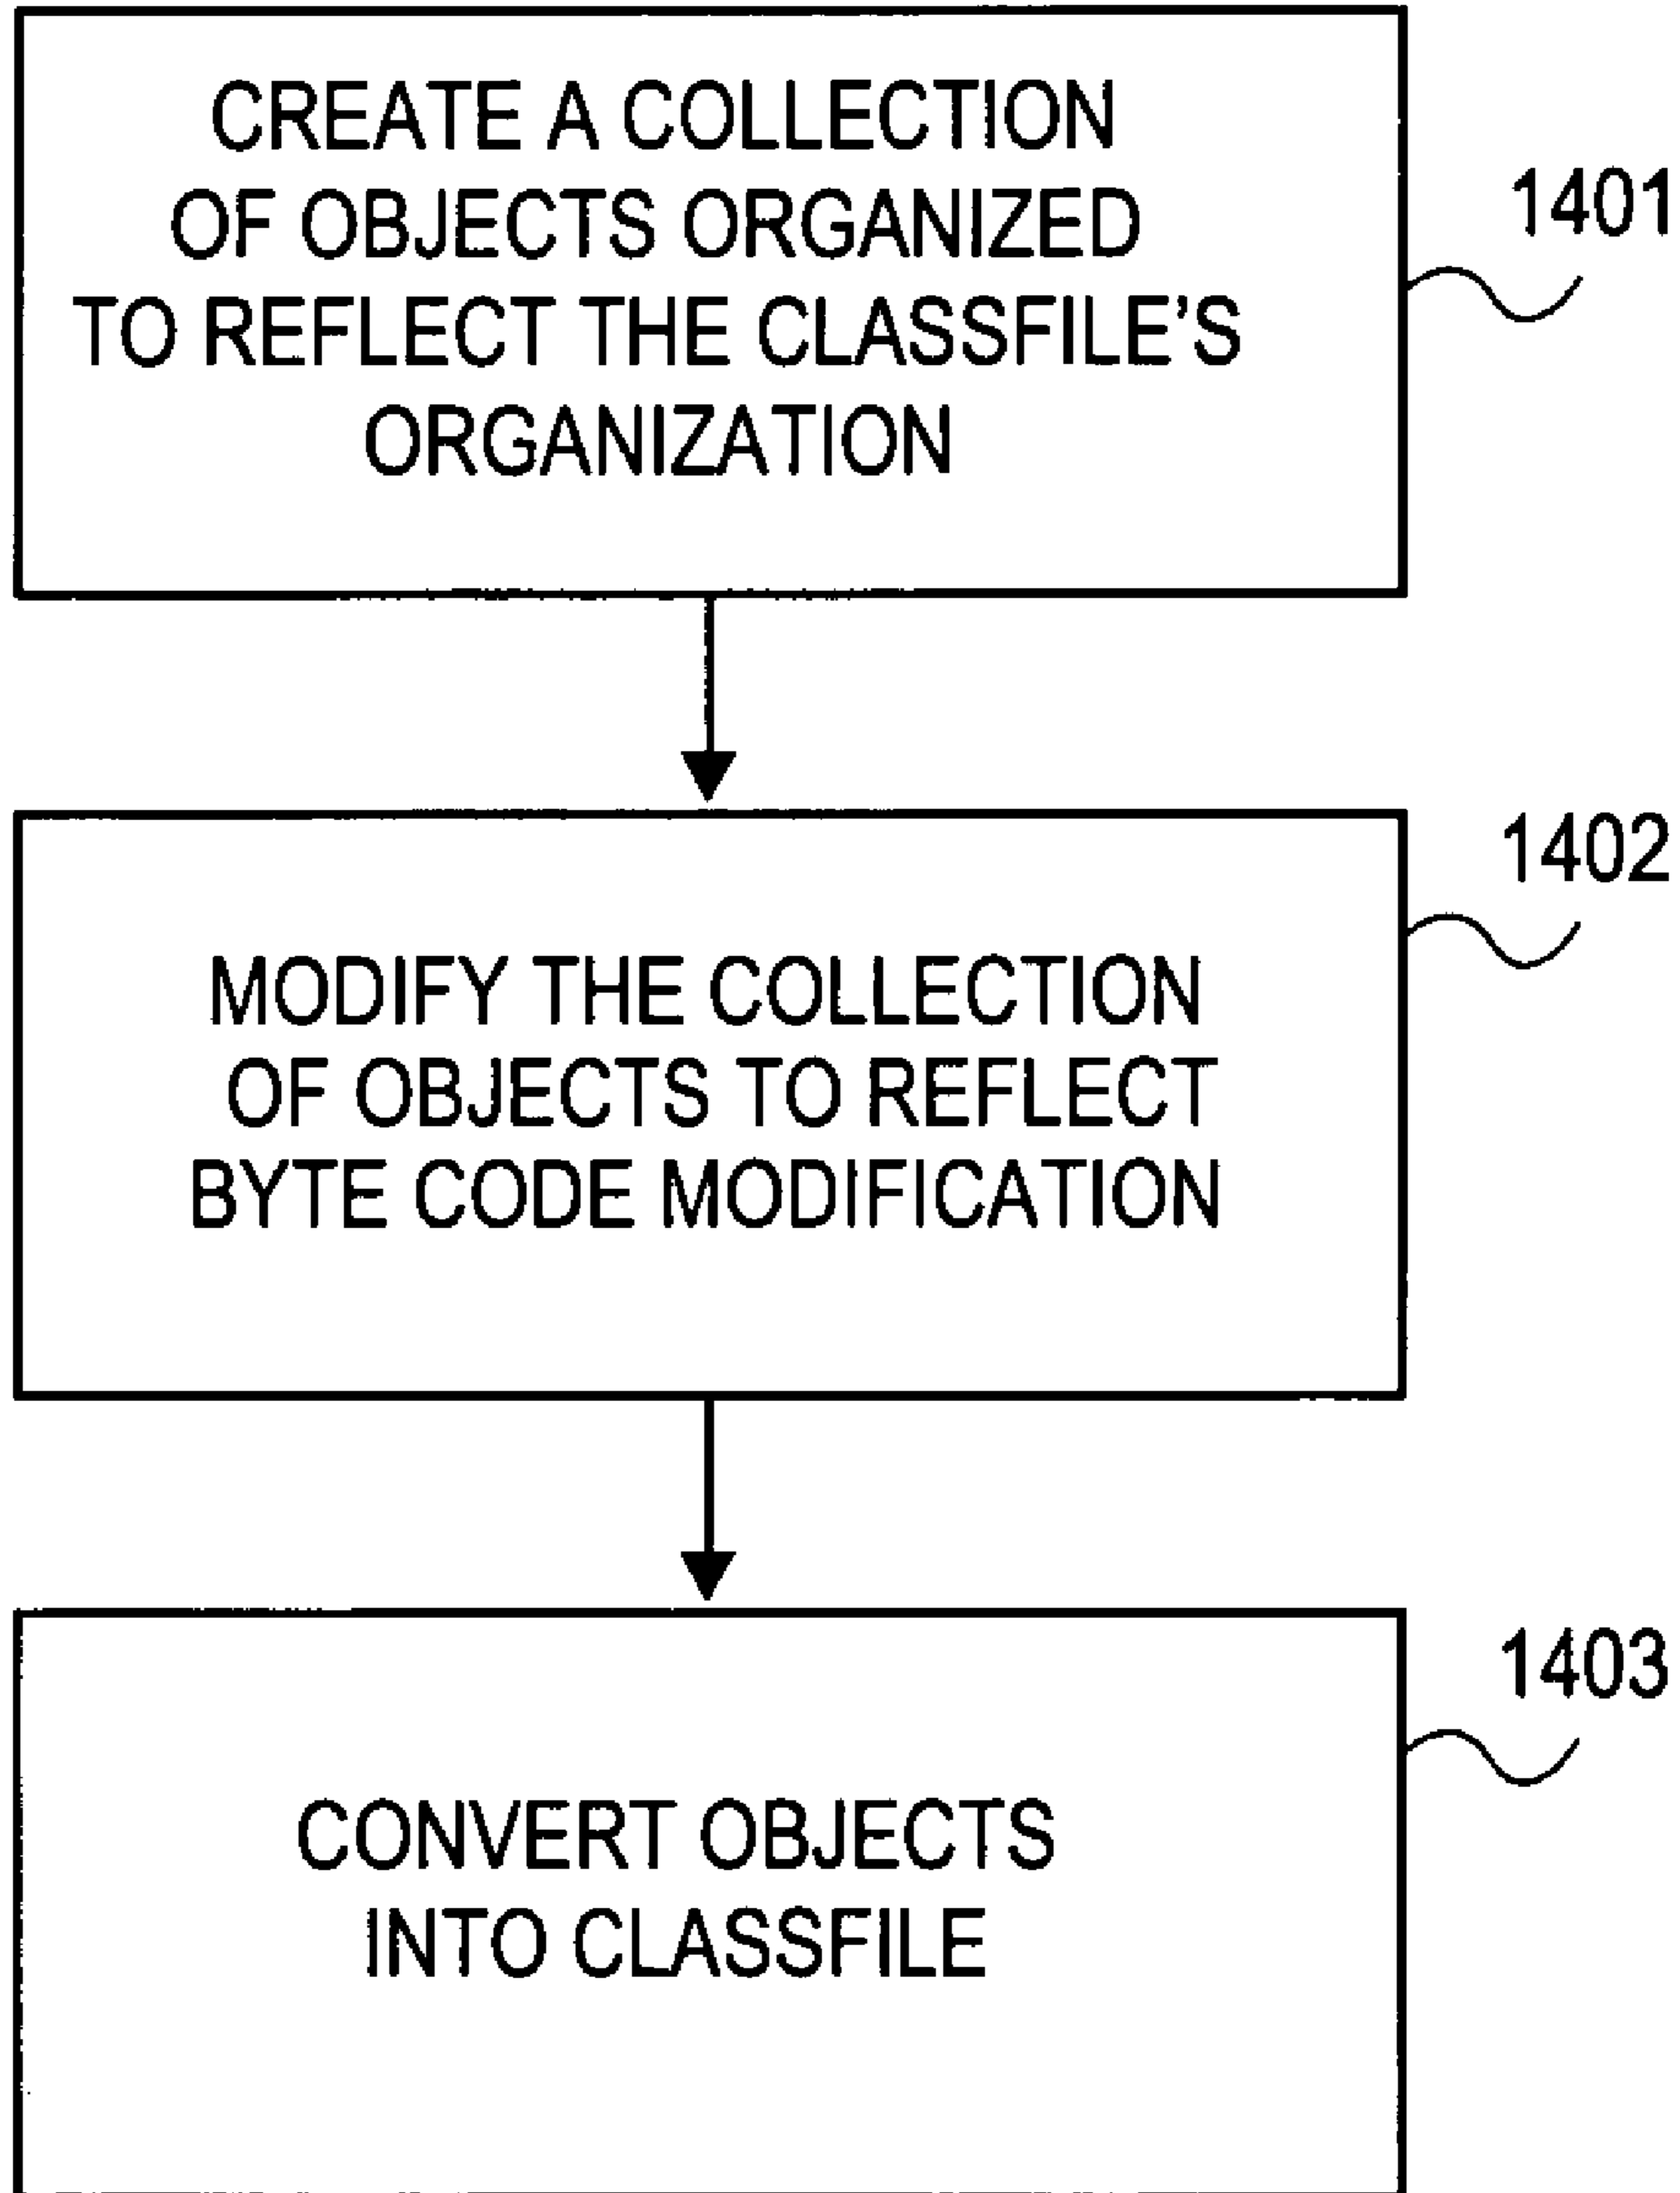 CREATE A COLLECTION
OF OBJECTS ORGANIZED
TO REFLECT THE CLASSFILE'S
ORGANIZATION
1401
1402
MODIFY THE COLLECTION
OF OBJECTS TO REFLECT
BYTE CODE MODIFICATION
1403
CONVERT OBJECTS
INTO CLASSFILE